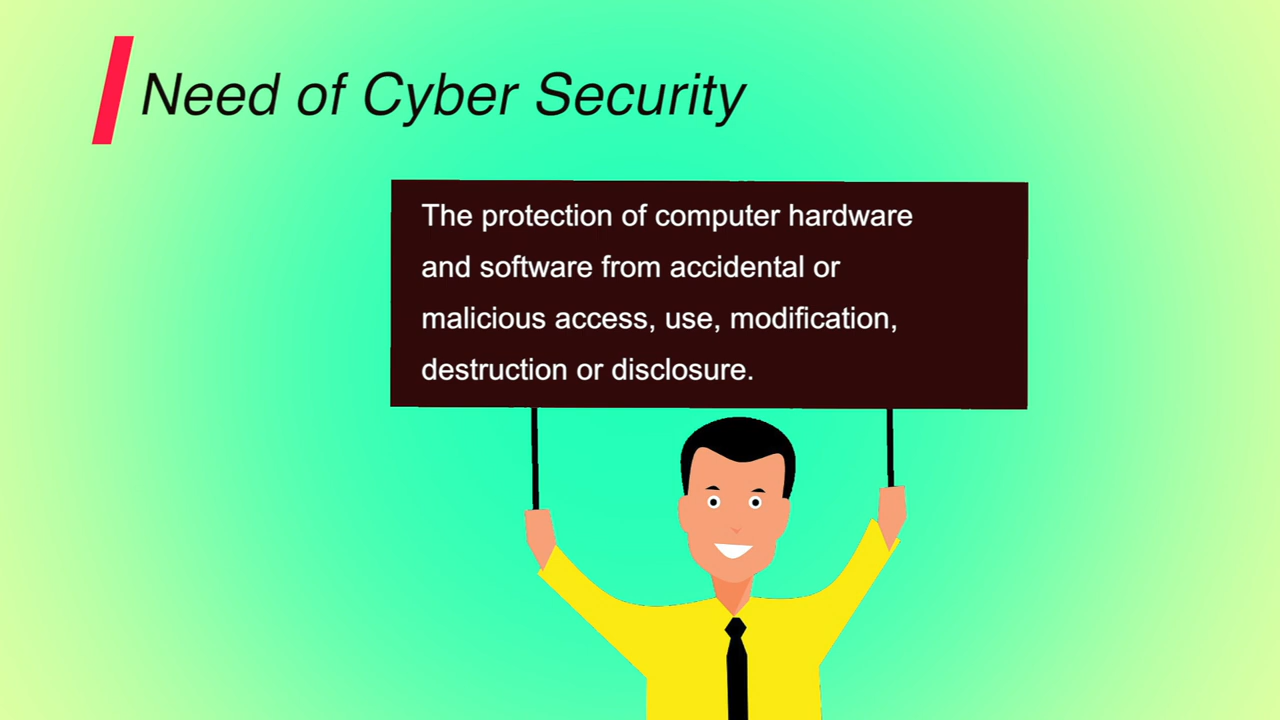 Need of Cyber Security
The protection of computer hardware
and software from accidental or
malicious access, use, modification,
destruction or disclosure.